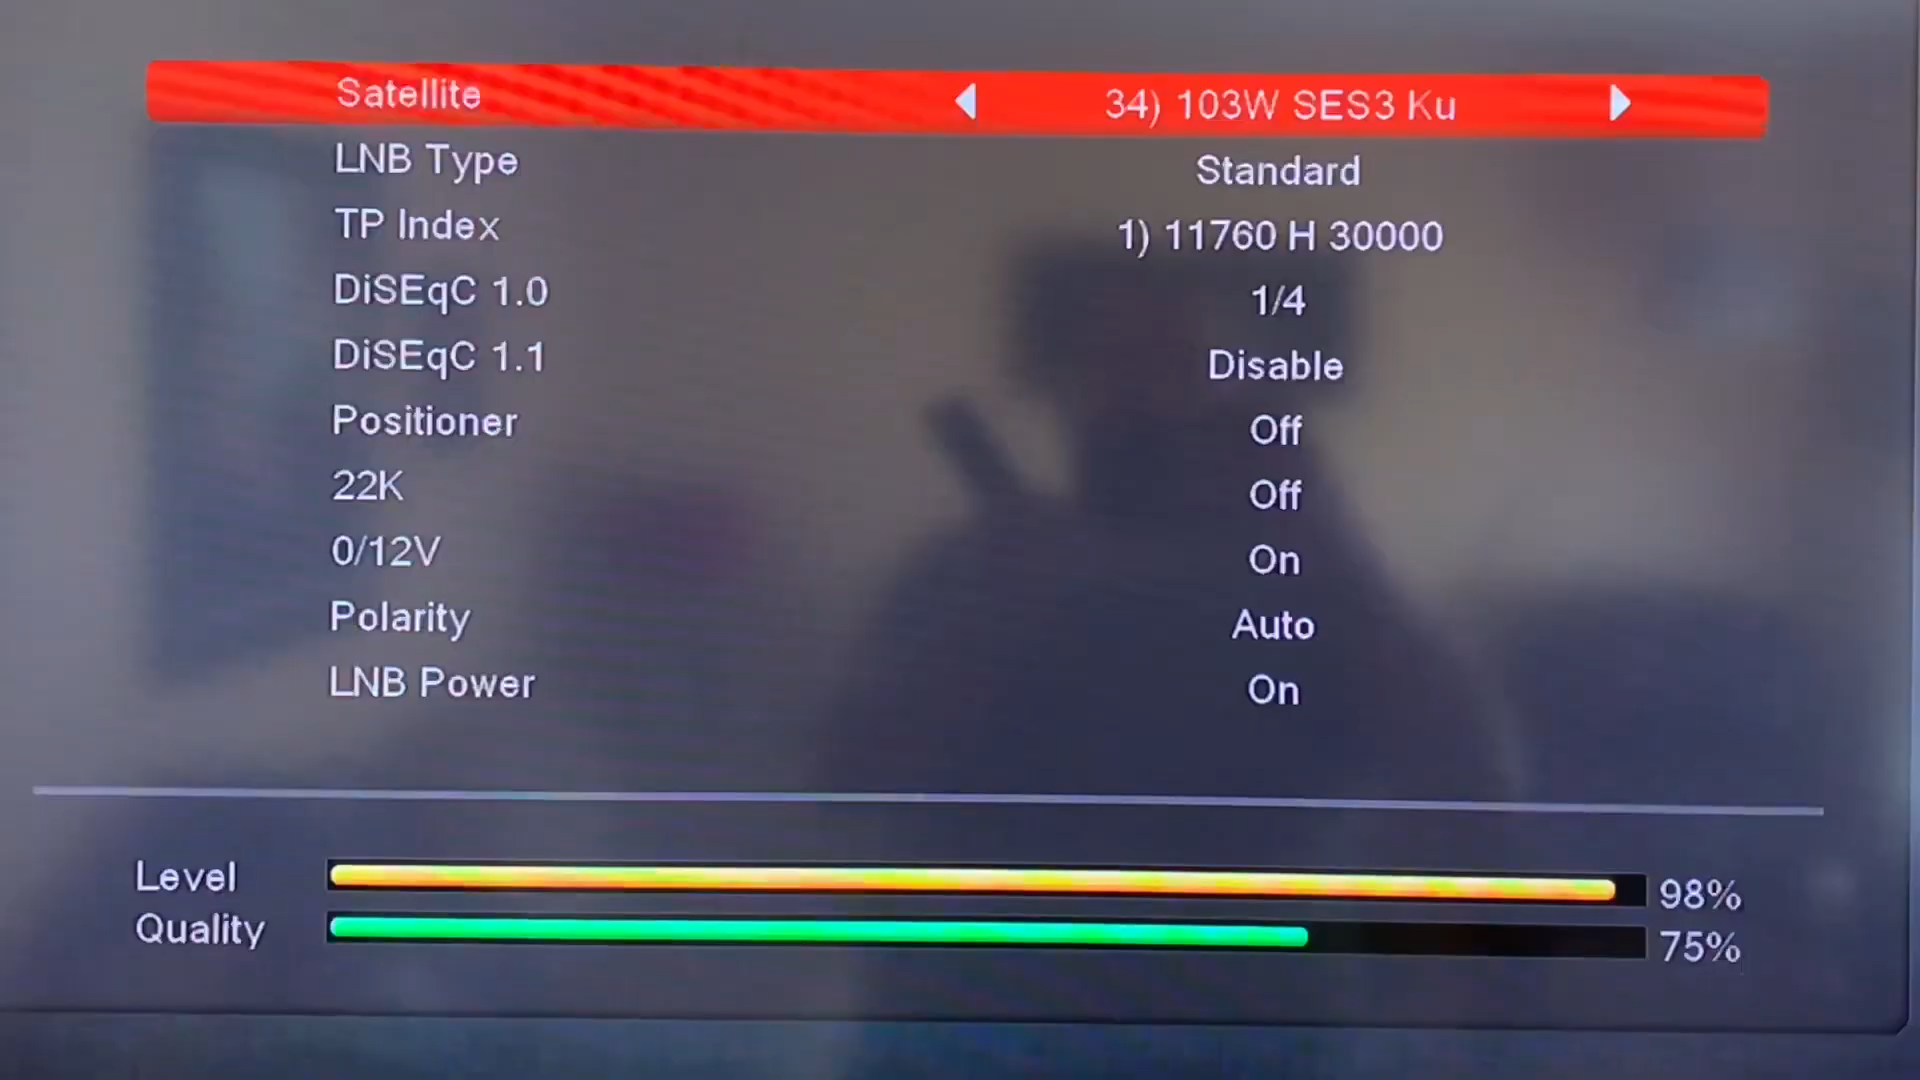 Satellite 34) 103W SES3 Ku
LNB Type Standard
TP Index 1) 11760 H 30000
DiSEqC 1.0 1/4
DiSEqC 1.1 Disable
Positioner Off
22K Off
0/12V On
Polarity Auto
LNB Power On
Level 98%
Quality 75%